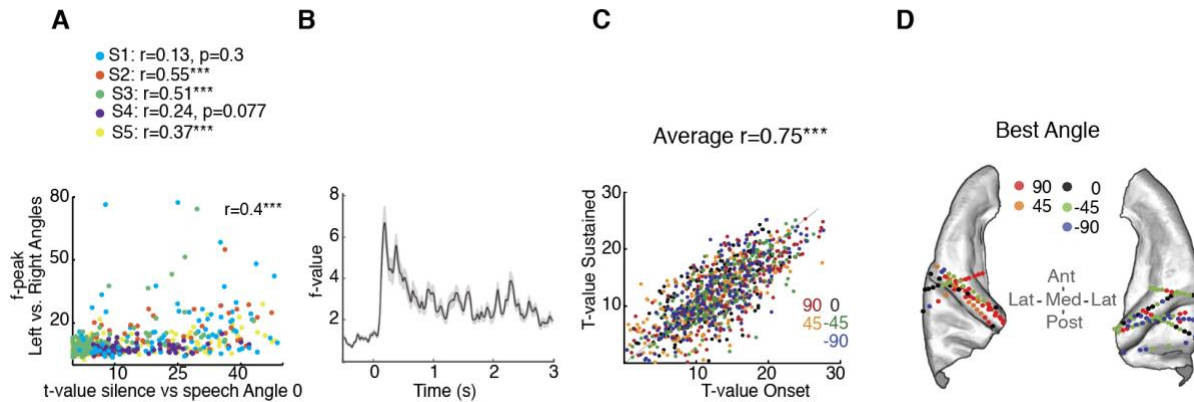 A
S1: r=0.13, p=0.3
S2: r=0.55***
S3: r=0.51***
S4: r=0.24, p=0.077
S5: r=0.37***
r=0.4***
f-peak
Left vs. Right Angles
80
50
20
10
25
40
t-value silence vs speech Angle 0
B
f-value
8
6
4
2
0
1
2
3
Time (s)
C
Average r=0.75***
T-value Sustained
30
20
10
90 0
45 -45
-90
10
20
30
T-value Onset
D
Best Angle
90 0
45 -45
-90
Ant
Lat - Med - Lat
Post